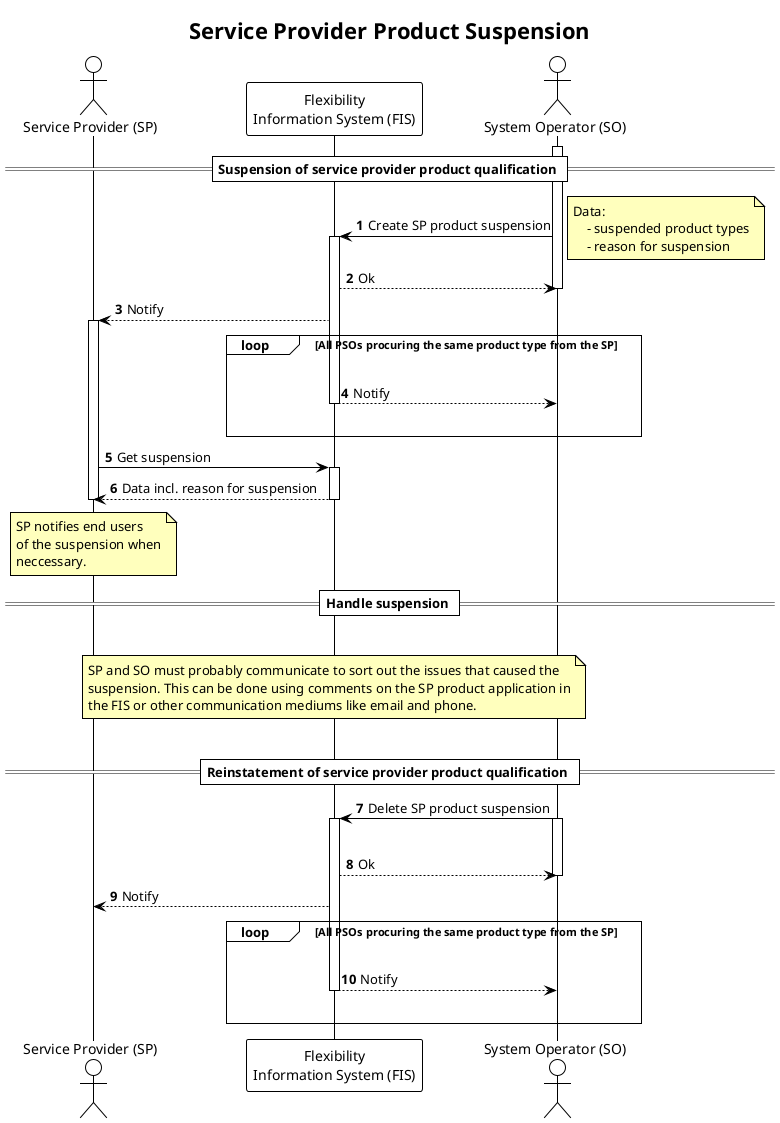 Service Provider Product Suspension
Service Provider (SP)
Flexibility
Information System (FIS)
System Operator (SO)
Suspension of service provider product qualification
1 Create SP product suspension
Data:
- suspended product types
- reason for suspension
2 Ok
3 Notify
loop [All PSOs procuring the same product type from the SP]
4 Notify
5 Get suspension
6 Data incl. reason for suspension
SP notifies end users
of the suspension when
neccessary.
Handle suspension
SP and SO must probably communicate to sort out the issues that caused the
suspension. This can be done using comments on the SP product application in
the FIS or other communication mediums like email and phone.
Reinstatement of service provider product qualification
7 Delete SP product suspension
8 Ok
9 Notify
loop [All PSOs procuring the same product type from the SP]
10 Notify
Service Provider (SP)
Flexibility
Information System (FIS)
System Operator (SO)